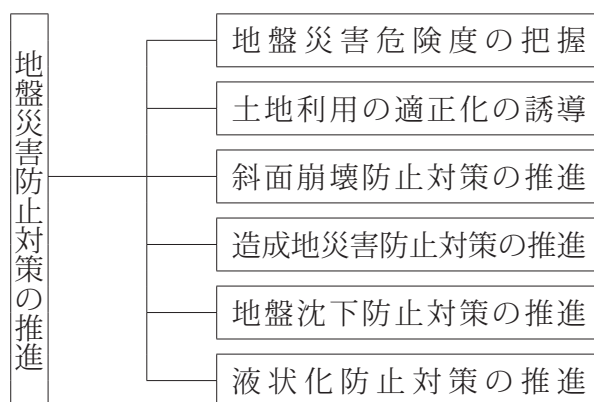 地盤災害防止対策の推進
地盤災害危険度の把握
土地利用の適正化の誘導
斜面崩壊防止対策の推進
造成地災害防止対策の推進
地盤沈下防止対策の推進
液状化防止対策の推進